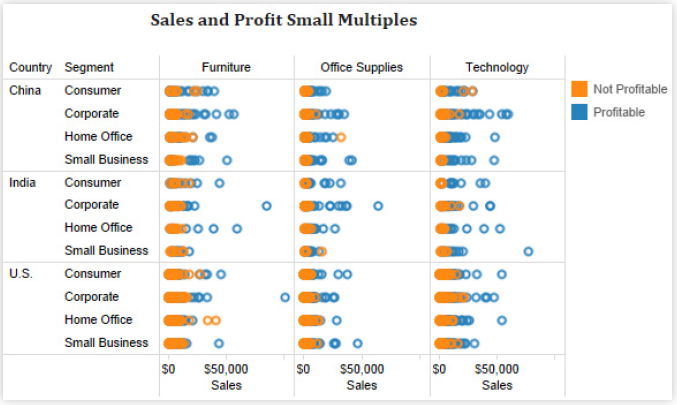 Sales and Profit Small Multiples
Furniture Office Supplies Technology
Country Segment
China Consumer
Corporate
Home Office
Small Business
India Consumer
Corporate
Home Office
Small Business
U.S. Consumer
Corporate
Home Office
Small Business
$0 $50,000 $0 $50,000 $0 $50,000
Sales Sales Sales
Not Profitable
Profitable